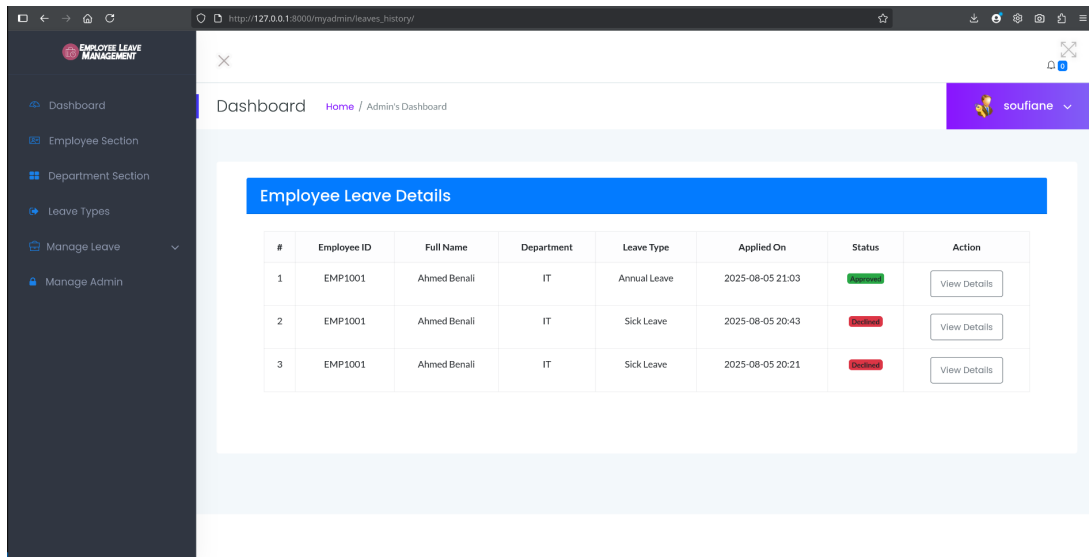 http://127.0.0.1:8000/myadmin/leaves_history/
EMPLOYEE LEAVE
MANAGEMENT
0
Dashboard
Employee Section
Department Section
Leave Types
Manage Leave
Manage Admin
Dashboard Home / Admin's Dashboard
soufiane
Employee Leave Details
# Employee ID Full Name Department Leave Type Applied On Status Action
1 EMP1001 Ahmed Benali IT Annual Leave 2025-08-05 21:03 Approved View Details
2 EMP1001 Ahmed Benali IT Sick Leave 2025-08-05 20:43 Declined View Details
3 EMP1001 Ahmed Benali IT Sick Leave 2025-08-05 20:21 Declined View Details